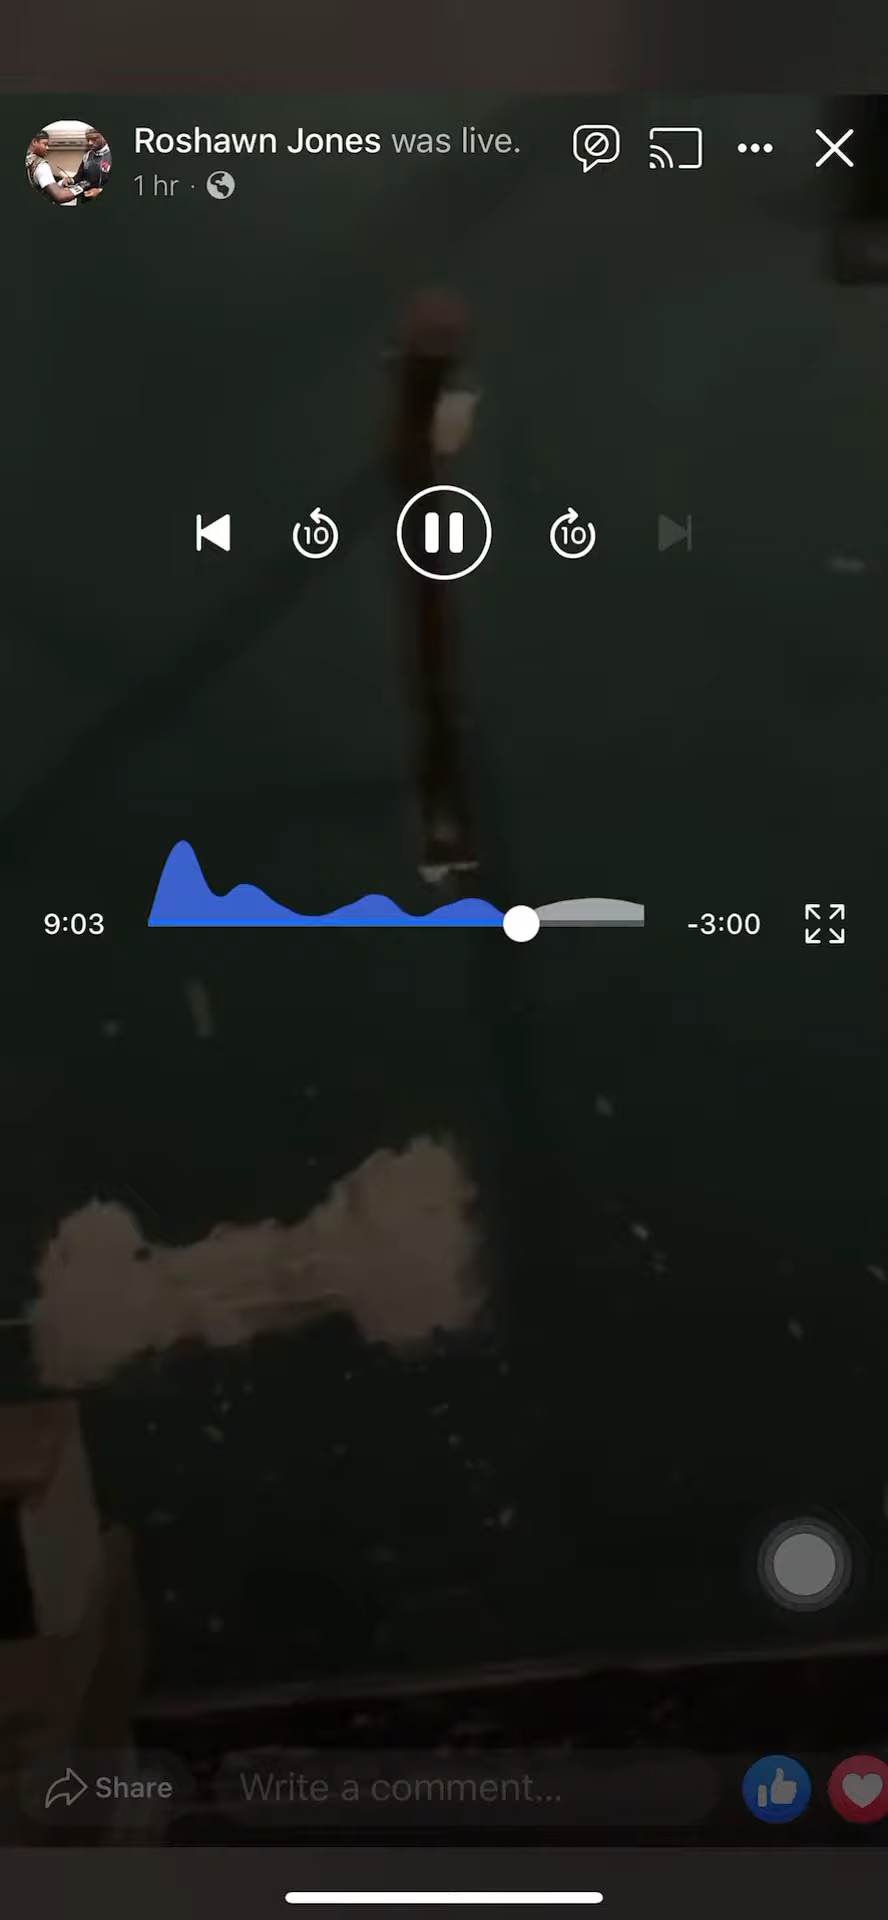 Roshawn Jones was live.
1 hr ·
10
10
9:03
-3:00
Share
Write a comment...